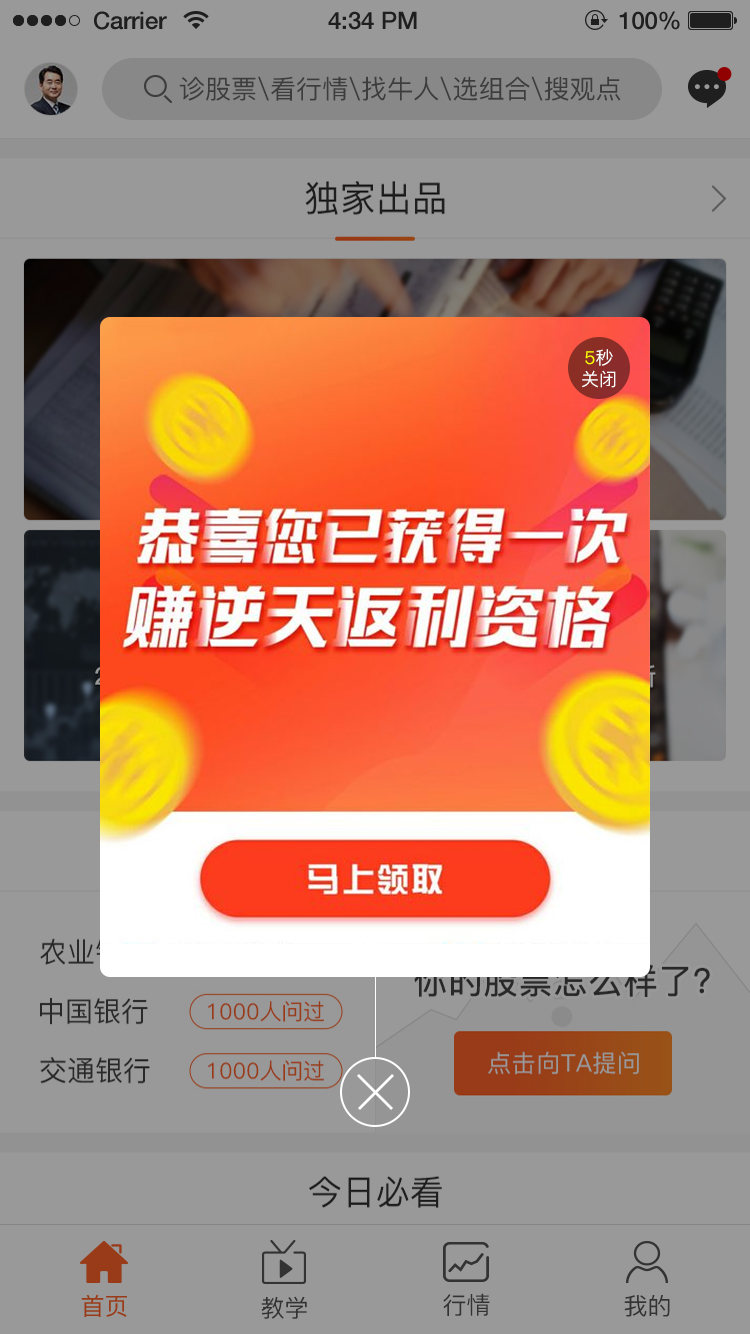 Carrier
4:34 PM
100%
诊股票\看行情\找牛人\选组合\搜观点
独家出品
5秒
关闭
恭喜您已获得一次
赚逆天返利资格
马上领取
农业
你的股票怎么样了?
中国银行
1000人问过
交通银行
1000人问过
点击向TA提问
今日必看
首页
教学
行情
我的